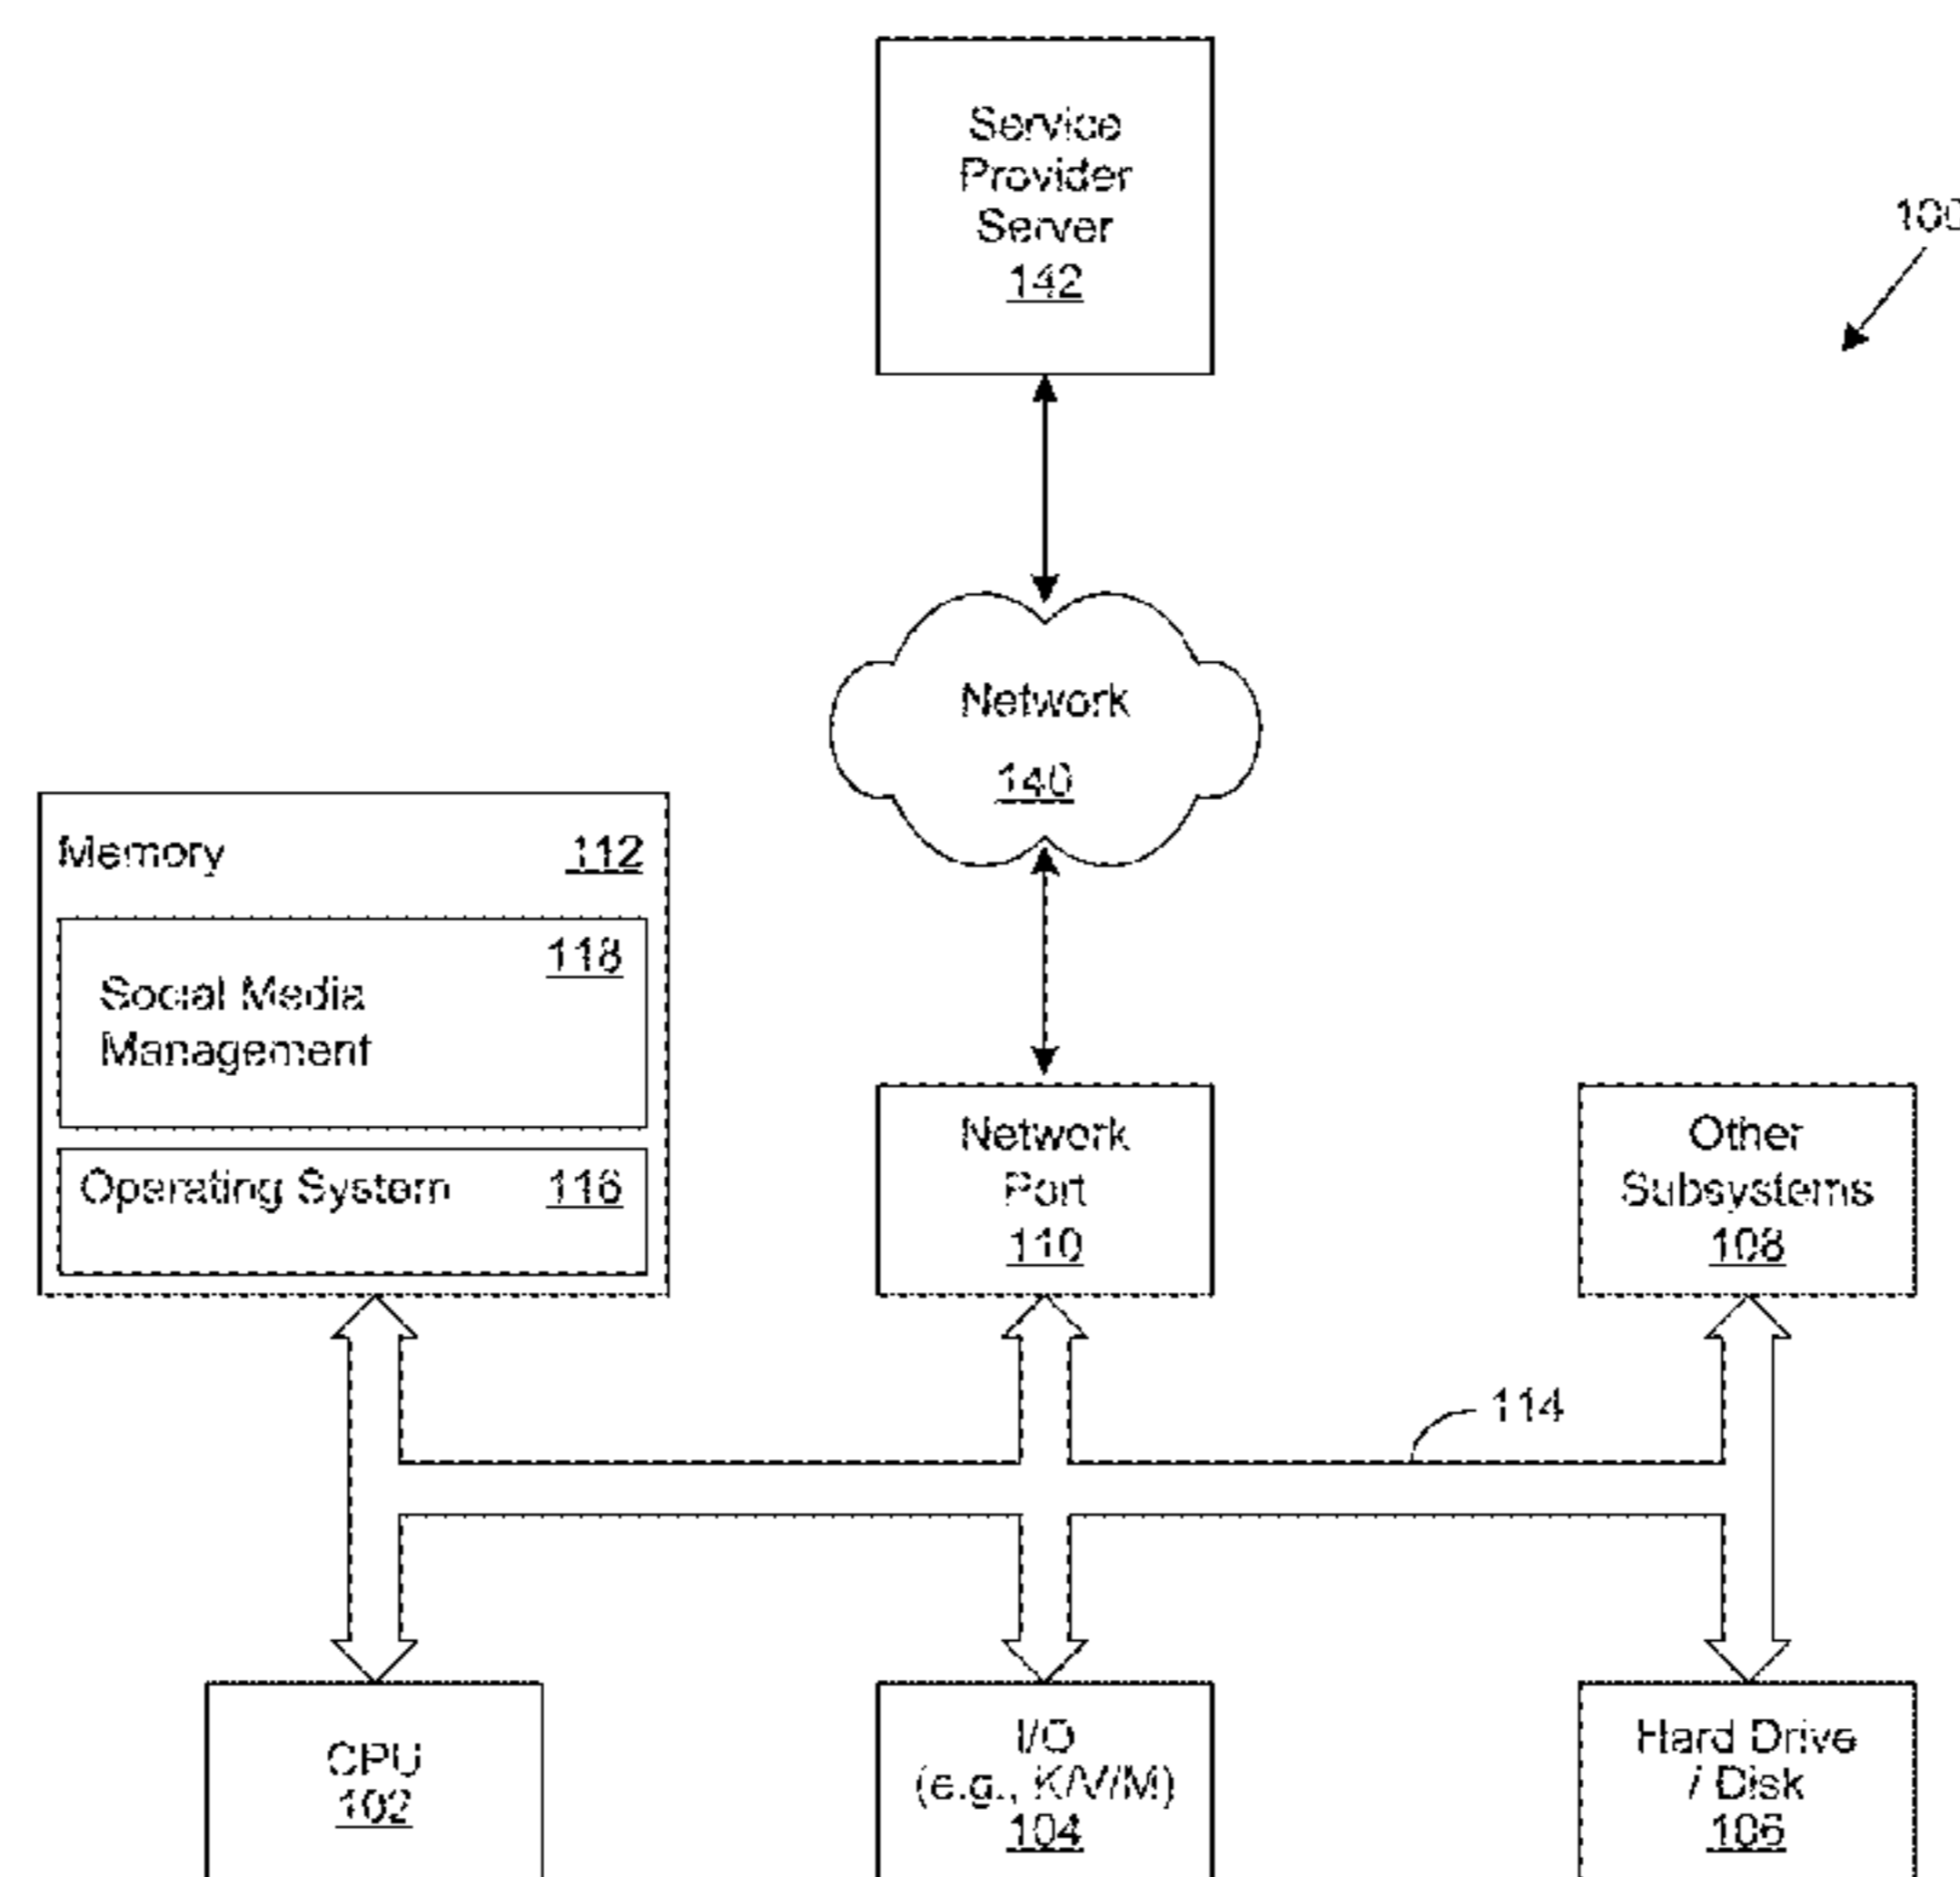 Service
Provider
Server
142
100
Network
140
Memory 112
118
Social Media
Management
Operating System 116
Network
Port
110
Other
Subsystems
108
114
CPU
102
I/O
(e.g., K/V/M)
104
Hard Drive
/ Disk
106